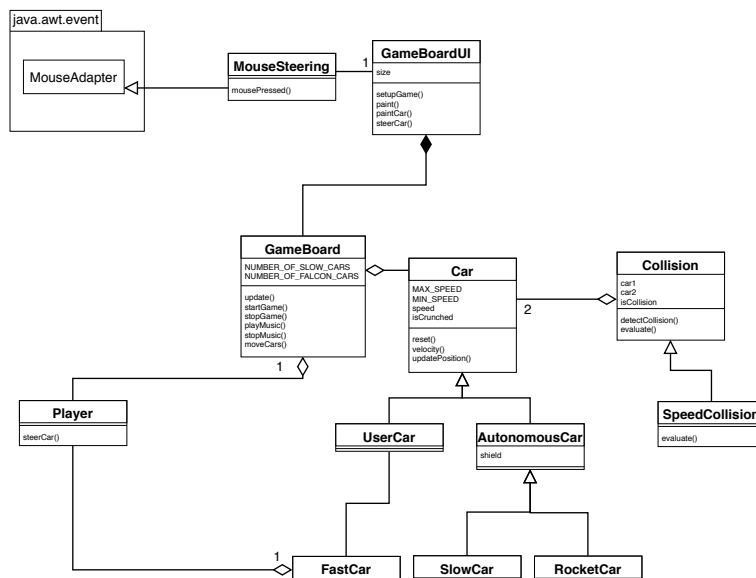 java.awt.event
MouseAdapter
MouseSteering
mousePressed()
1
GameBoardUI
size
setupGame()
paint()
paintCar()
steerCar()
GameBoard
NUMBER_OF_SLOW_CARS
NUMBER_OF_FALCON_CARS
update()
startGame()
stopGame()
playMusic()
stopMusic()
moveCars()
1
Car
MAX_SPEED
MIN_SPEED
speed
isCrunched
reset()
velocity()
updatePosition()
2
Collision
car1
car2
isCollision
detectCollision()
evaluate()
Player
steerCar()
UserCar
AutonomousCar
shield
SpeedCollision
evaluate()
1
FastCar
SlowCar
RocketCar